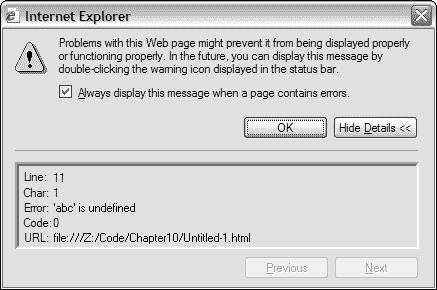 Internet Explorer
Problems with this Web page might prevent it from being displayed properly
or functioning properly. In the future, you can display this message by
double-clicking the warning icon displayed in the status bar.
Always display this message when a page contains errors.
OK
Hide Details <<
Line: 11
Char: 1
Error: 'abc' is undefined
Code:0
URL: file:///Z:/Code/Chapter10/Untitled-1.html
Previous
Next